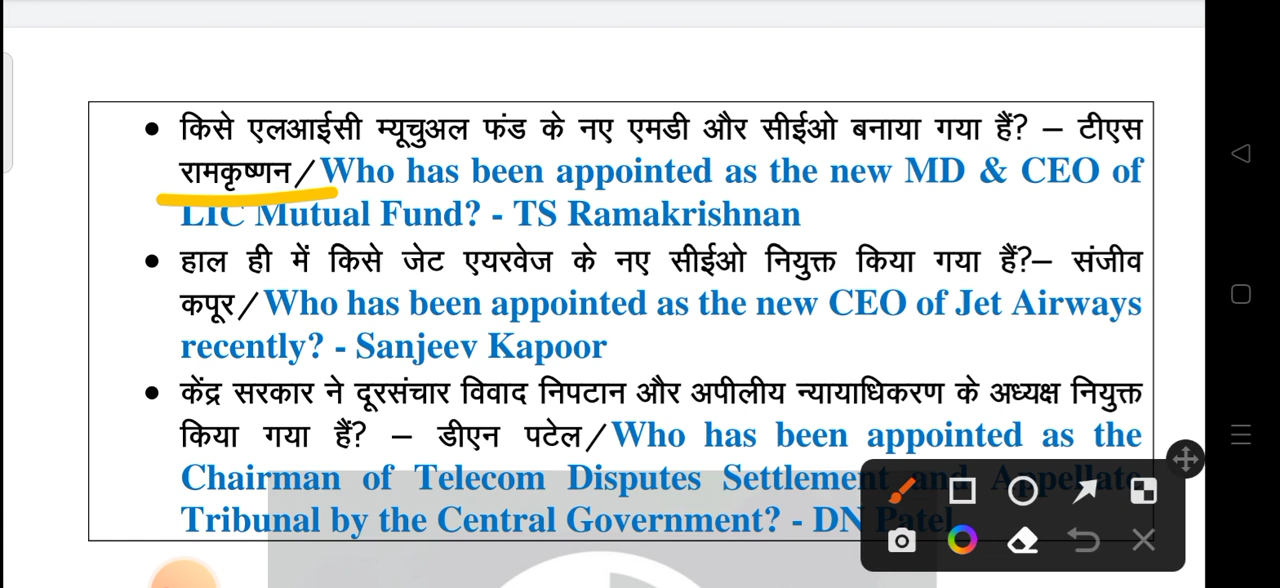 • किसे एलआईसी म्यूचुअल फंड के नए एमडी और सीईओ बनाया गया हैं? – टीएस
रामकृष्णन/Who has been appointed as the new MD & CEO of
LIC Mutual Fund? - TS Ramakrishnan
• हाल ही में किसे जेट एयरवेज के नए सीईओ नियुक्त किया गया हैं?– संजीव
कपूर/Who has been appointed as the new CEO of Jet Airways
recently? - Sanjeev Kapoor
• केंद्र सरकार ने दूरसंचार विवाद निपटान और अपीलीय न्यायाधिकरण के अध्यक्ष नियुक्त
किया गया हैं? – डीएन पटेल/Who has been appointed as the
Chairman of Telecom Disputes Settlement and Appellate
Tribunal by the Central Government? - DN Patel